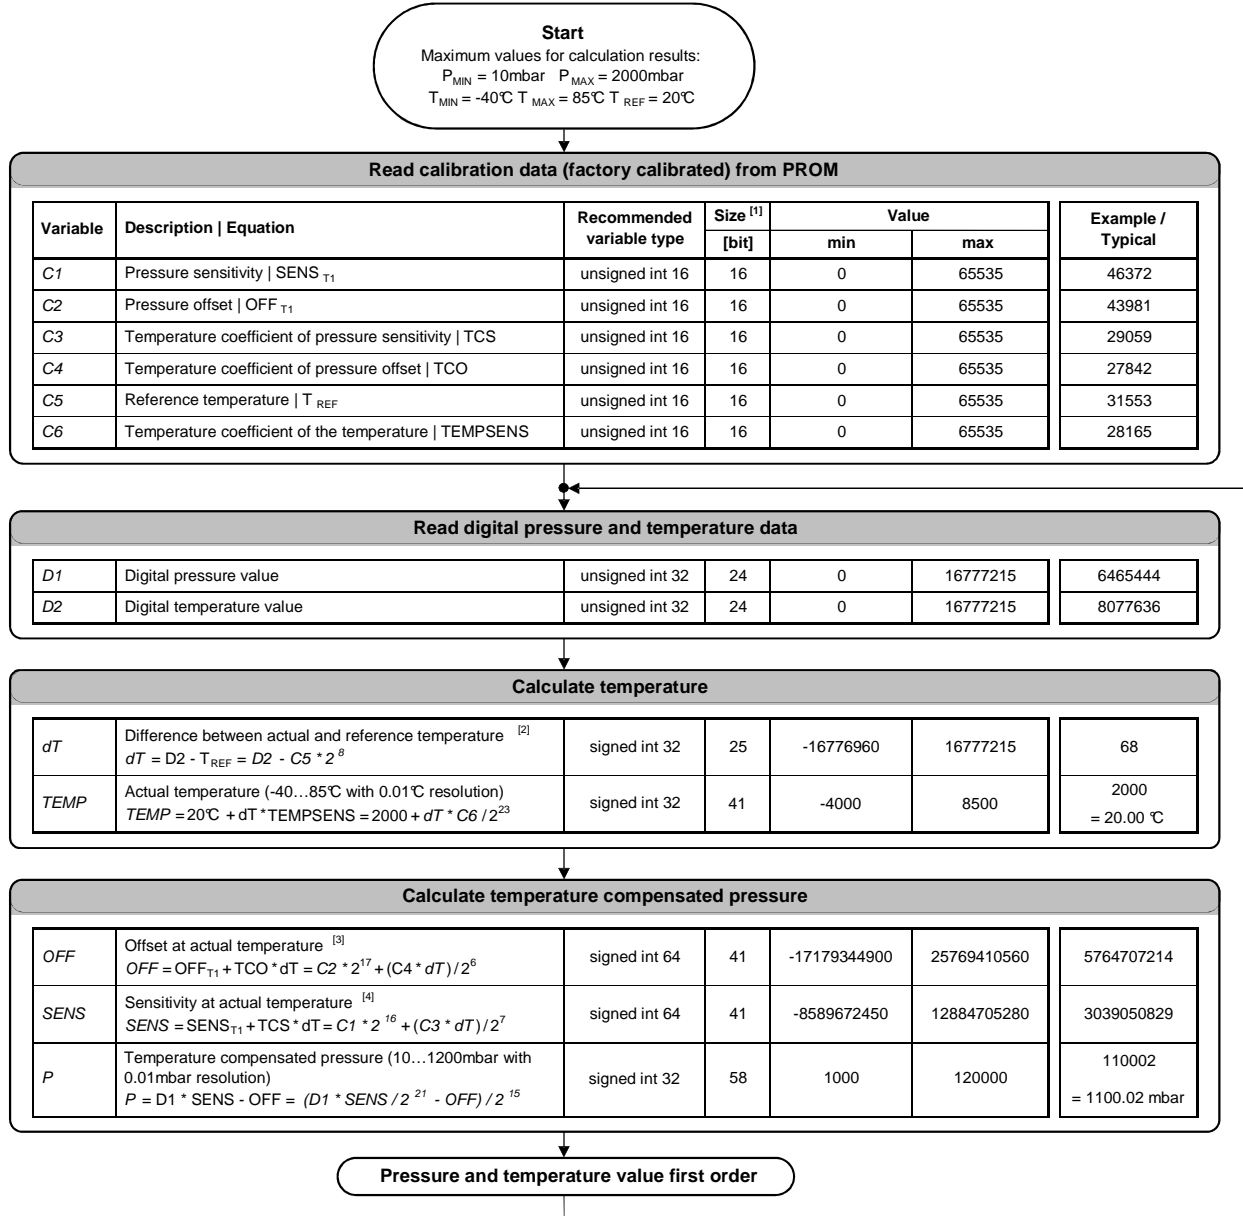 Start
Maximum values for calculation results:
PMIN = 10mbar PMAX = 2000mbar
TMIN = -40°C T MAX = 85°C T REF = 20°C
Read calibration data (factory calibrated) from PROM
Variable Description | Equation Recommended variable type Size [1] [bit] Value min max Example / Typical
C1 Pressure sensitivity | SENS T1 unsigned int 16 16 0 65535 46372
C2 Pressure offset | OFF T1 unsigned int 16 16 0 65535 43981
C3 Temperature coefficient of pressure sensitivity | TCS unsigned int 16 16 0 65535 29059
C4 Temperature coefficient of pressure offset | TCO unsigned int 16 16 0 65535 27842
C5 Reference temperature | T REF unsigned int 16 16 0 65535 31553
C6 Temperature coefficient of the temperature | TEMPSENS unsigned int 16 16 0 65535 28165
Read digital pressure and temperature data
D1 Digital pressure value unsigned int 32 24 0 16777215 6465444
D2 Digital temperature value unsigned int 32 24 0 16777215 8077636
Calculate temperature
dT Difference between actual and reference temperature [2] signed int 32 25 -16776960 16777215 68
dT = D2 - TREF = D2 - C5 * 2^8
TEMP Actual temperature (-40…85°C with 0.01°C resolution) signed int 32 41 -4000 8500 2000
TEMP = 20°C + dT * TEMPSENS = 2000 + dT * C6 / 2^23 = 20.00 °C
Calculate temperature compensated pressure
OFF Offset at actual temperature [3] signed int 64 41 -17179344900 25769410560 5764707214
OFF = OFFT1 + TCO * dT = C2 * 2^17 + (C4 * dT) / 2^6
SENS Sensitivity at actual temperature [4] signed int 64 41 -8589672450 12884705280 3039050829
SENS = SENST1 + TCS * dT = C1 * 2^16 + (C3 * dT) / 2^7
P Temperature compensated pressure (10…1200mbar with signed int 32 58 1000 120000 110002
0.01mbar resolution)
P = D1 * SENS - OFF = (D1 * SENS / 2^21 - OFF) / 2^15 = 1100.02 mbar
Pressure and temperature value first order